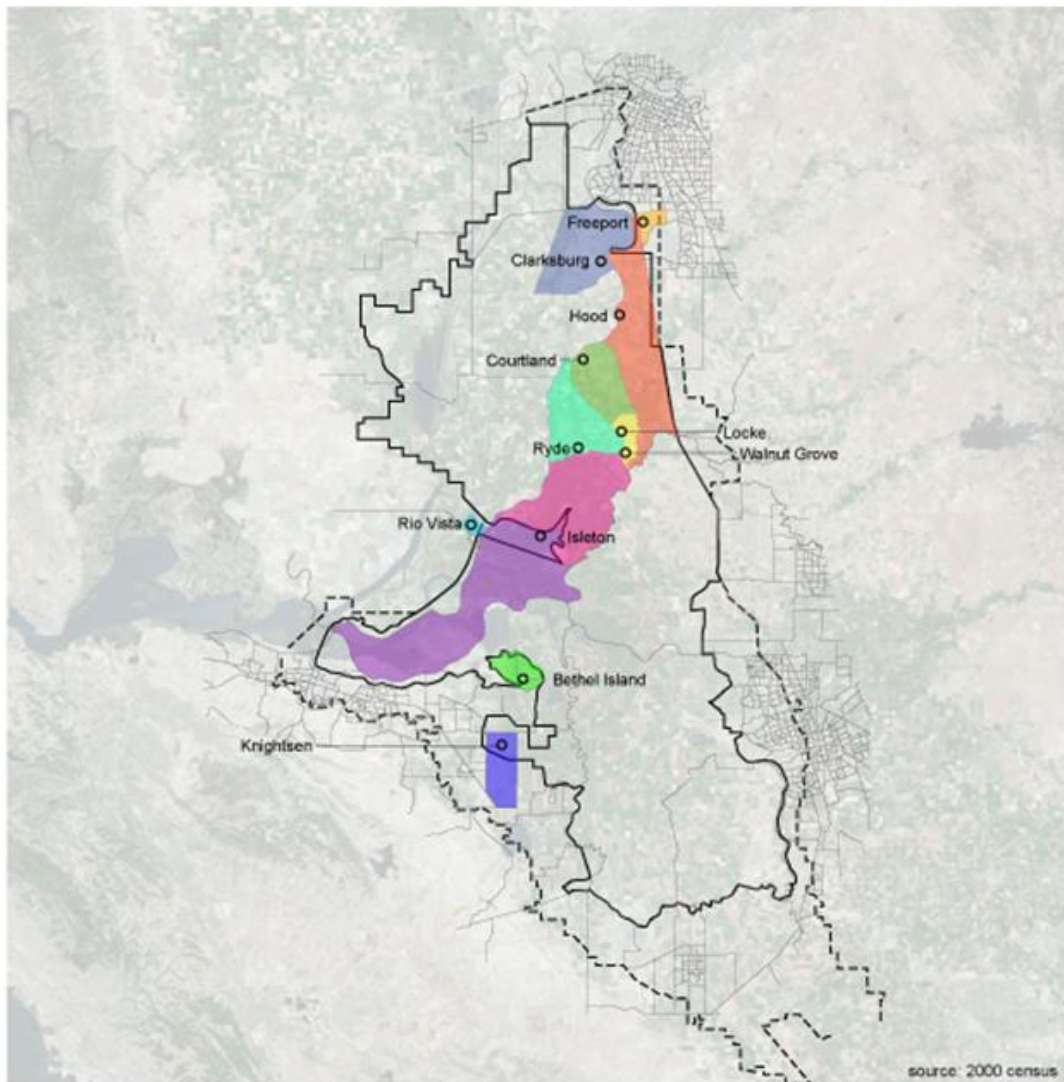 Freeport
Clarksburg
Hood
Courtland
Locke
Ryde
Walnut Grove
Rio Vista
Isleton
Bethel Island
Knightsen
source: 2000 census